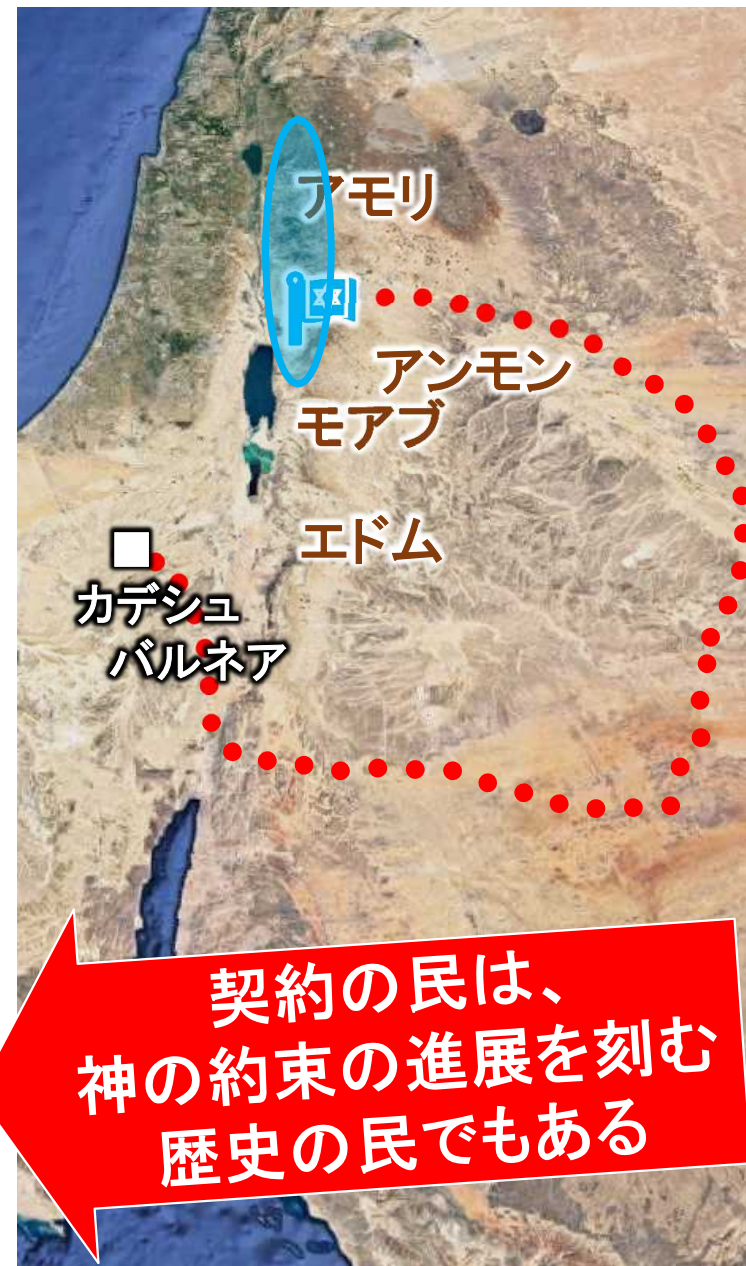 アモリ
アンモン
モアブ
エドム
カデシュ
バルネア
契約の民は、
神の約束の進展を刻む
歴史の民でもある